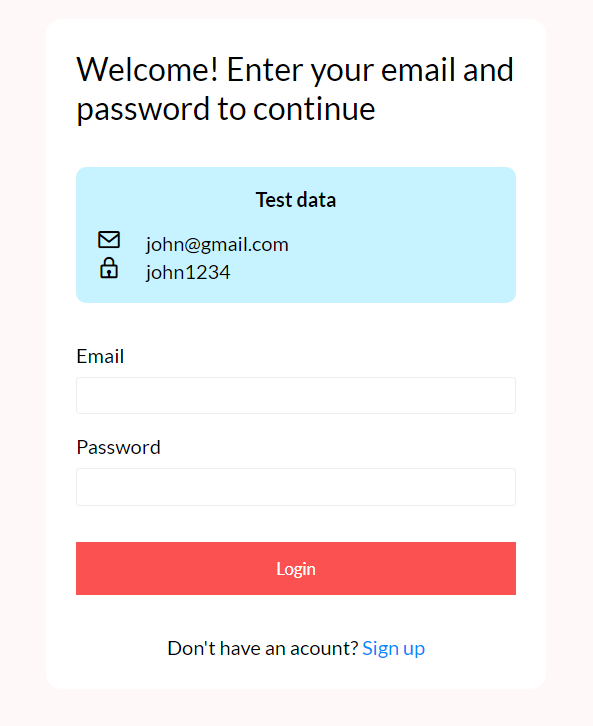 Welcome! Enter your email and
password to continue
Test data
john@gmail.com
john1234
Email
Password
Login
Don't have an acount? Sign up